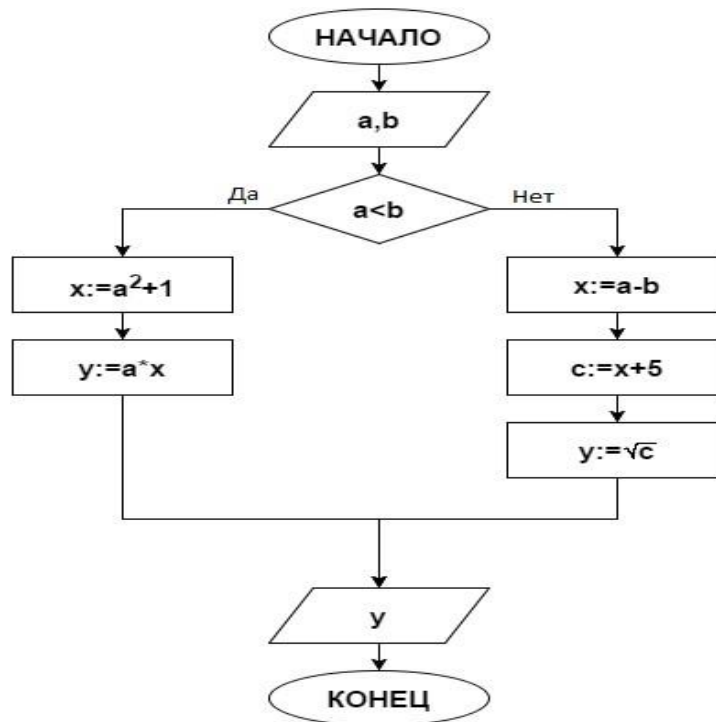 НАЧАЛО
a,b
Да
a<b
Нет
x:=a²+1
y:=a*x
x:=a-b
c:=x+5
y:=√c
y
КОНЕЦ